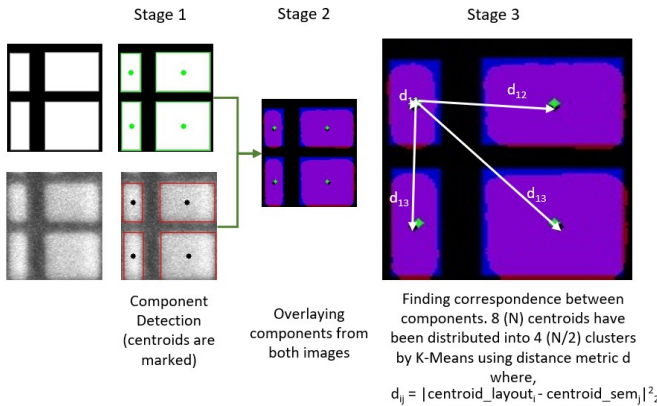 Stage 1
Stage 2
Stage 3
d₁₁
d₁₂
d₁₃
d₁₃
Component
Detection
(centroids are
marked)
Overlaying
components from
both images
Finding correspondence between
components. 8 (N) centroids have
been distributed into 4 (N/2) clusters
by K-Means using distance metric d
where,
dᵢⱼ = |centroid_layoutᵢ - centroid_semⱼ|²₂